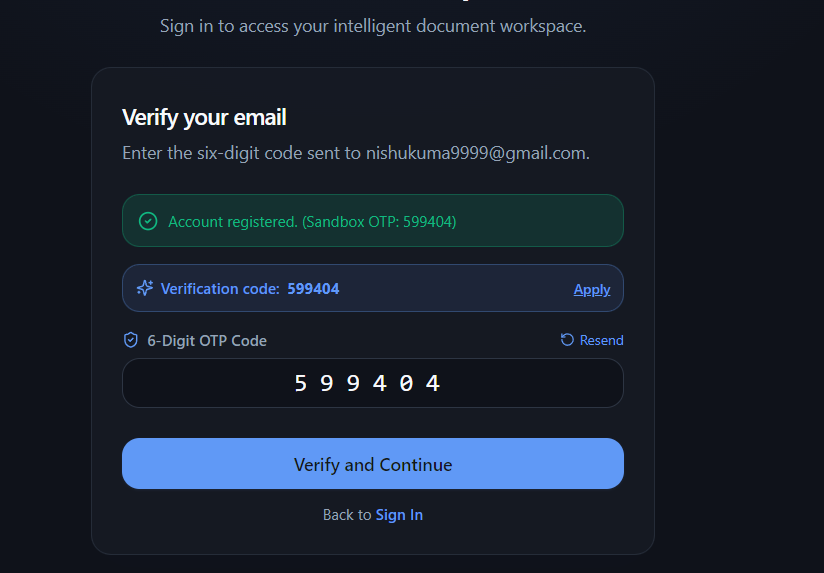 Sign in to access your intelligent document workspace.
Verify your email
Enter the six-digit code sent to nishukuma9999@gmail.com.
Account registered. (Sandbox OTP: 599404)
Verification code: 599404 Apply
6-Digit OTP Code Resend
5 9 9 4 0 4
Verify and Continue
Back to Sign In